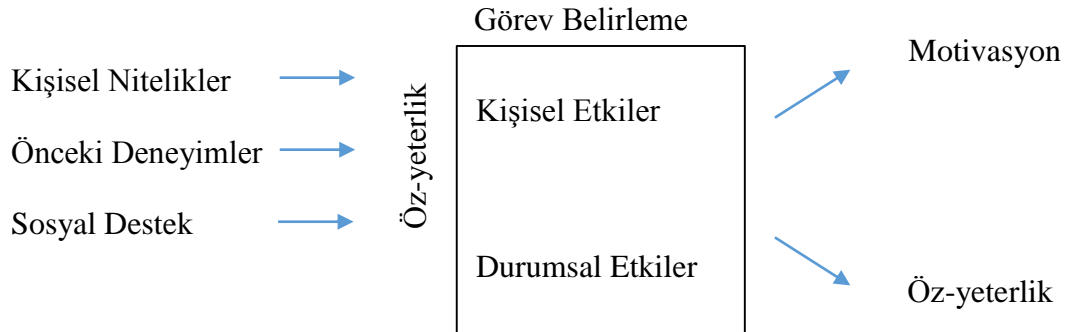 Görev Belirleme
Motivasyon
Kişisel Nitelikler
Kişisel Etkiler
Önceki Deneyimler
Öz-yeterlik
Sosyal Destek
Durumsal Etkiler
Öz-yeterlik